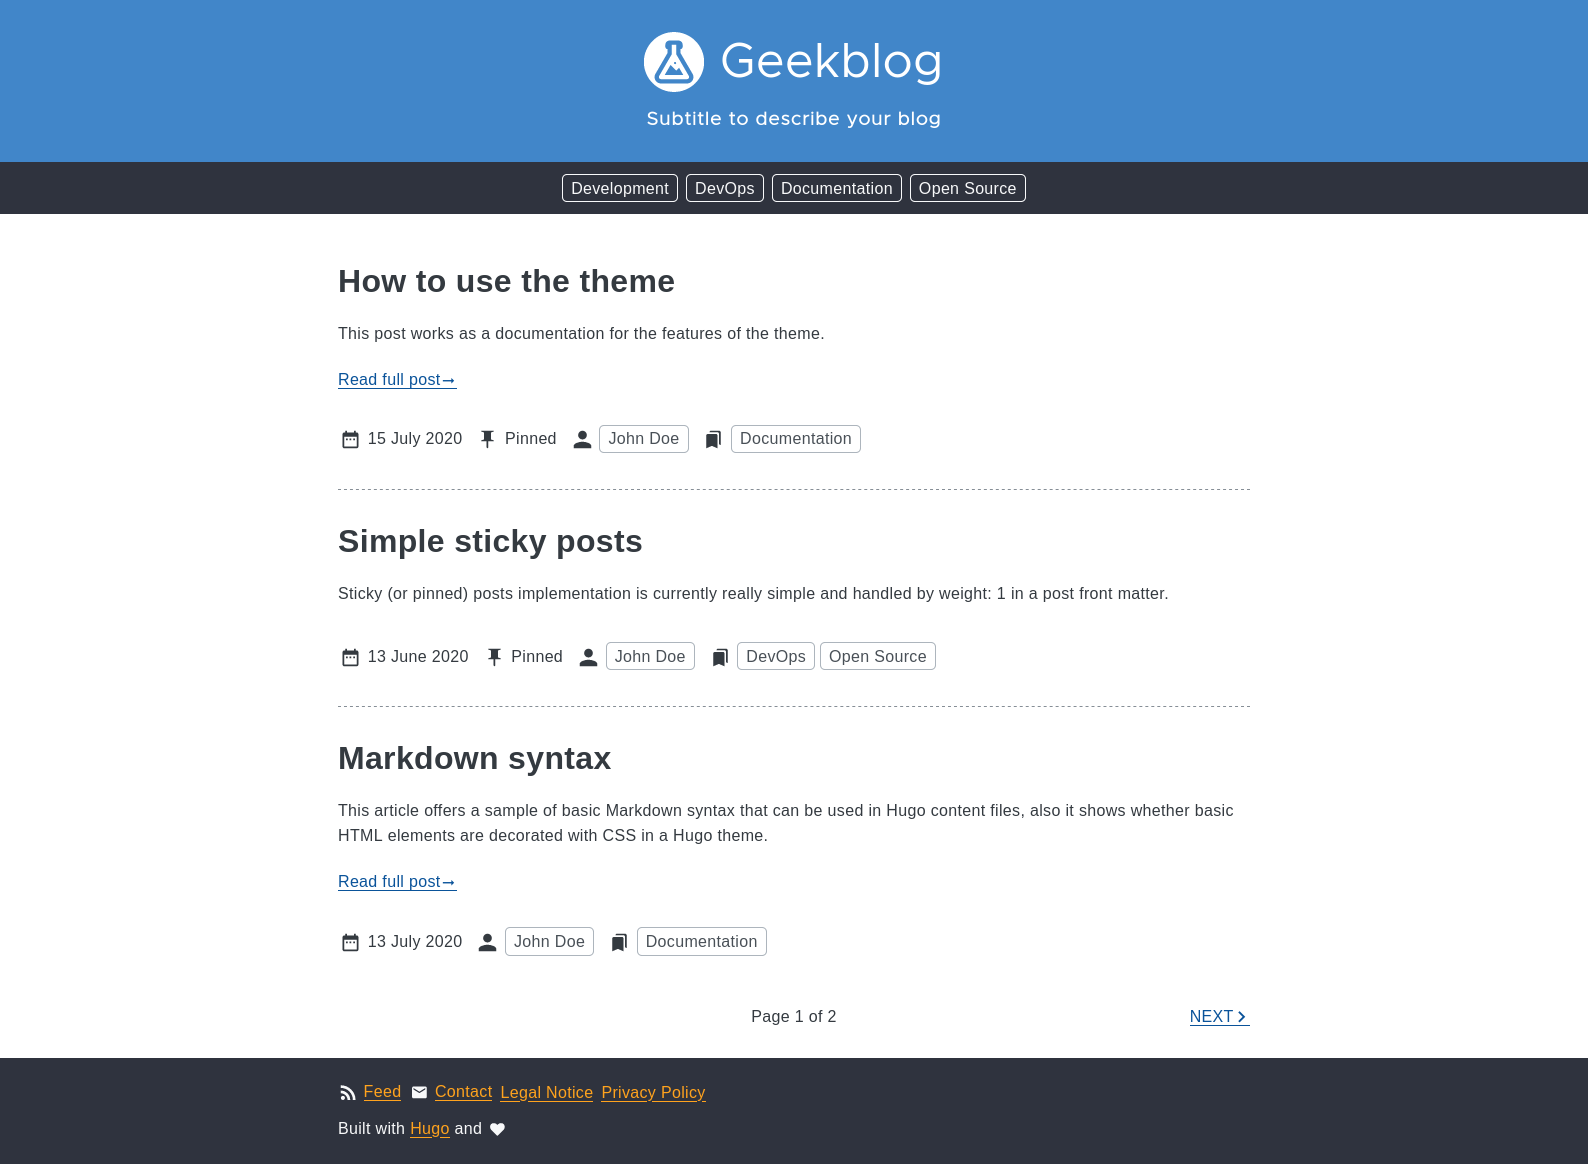 Geekblog
Subtitle to describe your blog
Development DevOps Documentation Open Source
How to use the theme
This post works as a documentation for the features of the theme.
Read full post→
15 July 2020 Pinned John Doe Documentation
Simple sticky posts
Sticky (or pinned) posts implementation is currently really simple and handled by weight: 1 in a post front matter.
13 June 2020 Pinned John Doe DevOps Open Source
Markdown syntax
This article offers a sample of basic Markdown syntax that can be used in Hugo content files, also it shows whether basic
HTML elements are decorated with CSS in a Hugo theme.
Read full post→
13 July 2020 John Doe Documentation
Page 1 of 2 NEXT
Feed Contact Legal Notice Privacy Policy
Built with Hugo and